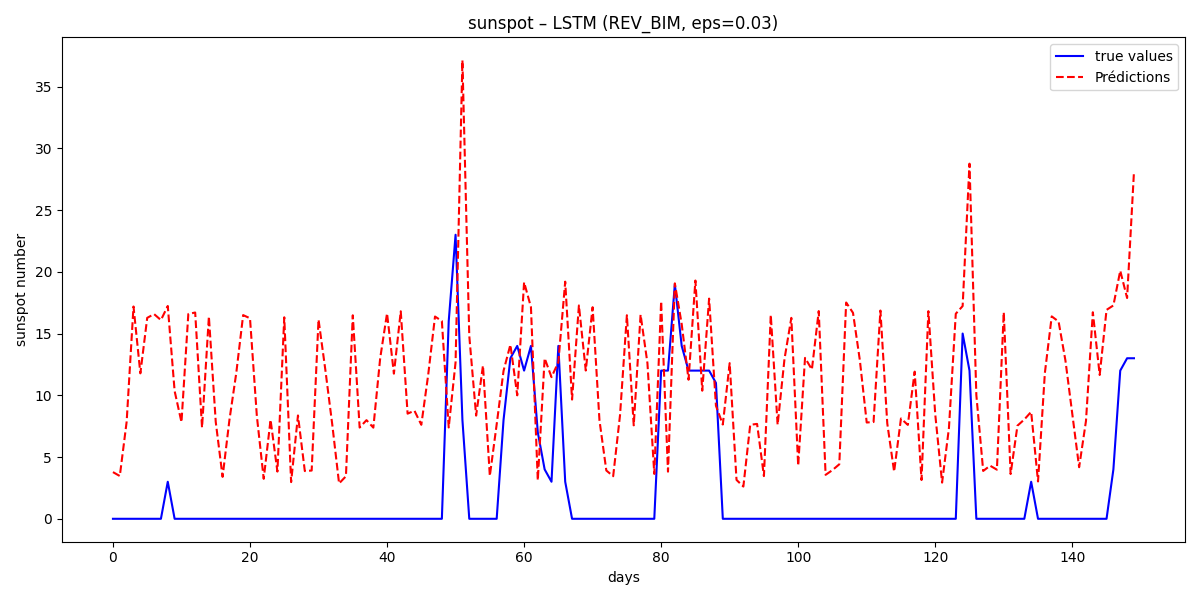 sunspot – LSTM (REV_BIM, eps=0.03)
true values
Prédictions
sunspot number
35
30
25
20
15
10
5
0
0 20 40 60 80 100 120 140
days